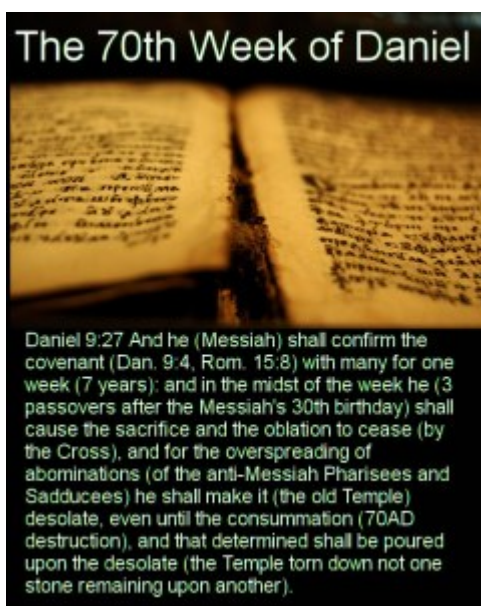 The 70th Week of Daniel
Daniel 9:27 And he (Messiah) shall confirm the
covenant (Dan. 9:4, Rom. 15:8) with many for one
week (7 years): and in the midst of the week he (3
passovers after the Messiah's 30th birthday) shall
cause the sacrifice and the oblation to cease (by
the Cross), and for the overspreading of
abominations (of the anti-Messiah Pharisees and
Sadducees) he shall make it (the old Temple)
desolate, even until the consummation (70AD
destruction), and that determined shall be poured
upon the desolate (the Temple torn down not one
stone remaining upon another).